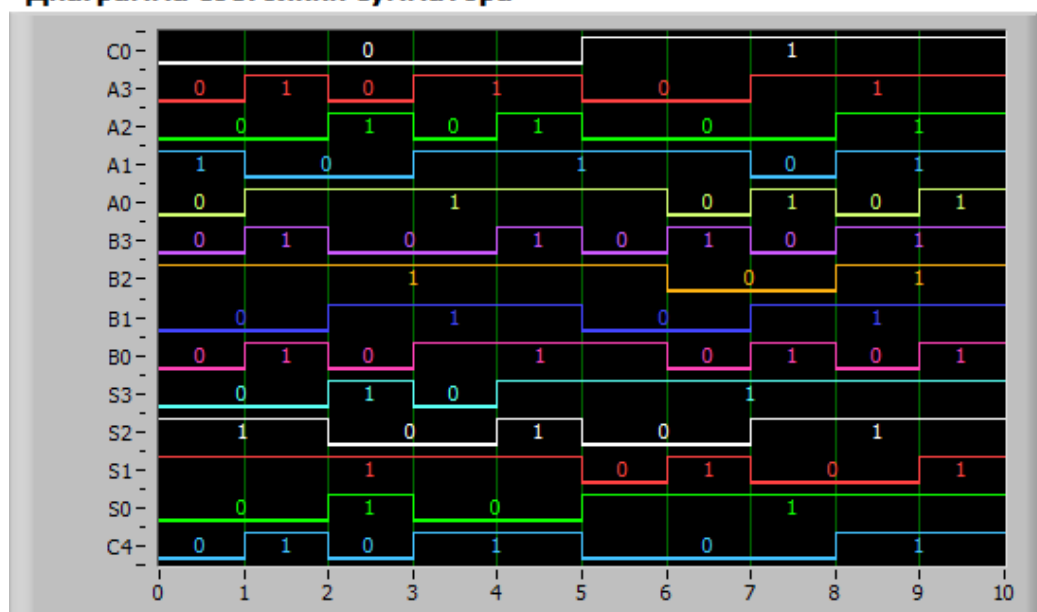 C0 0 1
A3 0 1 0 1 0 1
A2 0 1 0 1 0 1
A1 1 0 1 0 1
A0 0 1 0 1 0 1
B3 0 1 0 1 0 1 0 1
B2 1 0 1
B1 0 1 0 1
B0 0 1 0 1 0 1 0 1
S3 0 1 0 1
S2 1 0 1 0 1
S1 1 0 1 0 1
S0 0 1 0 1
C4 0 1 0 1 0 1
0 1 2 3 4 5 6 7 8 9 10